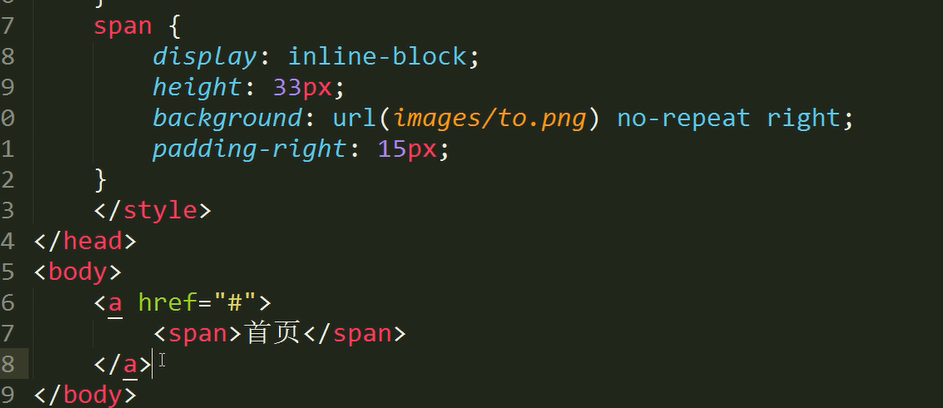 7 span {
8 display: inline-block;
9 height: 33px;
0 background: url(images/to.png) no-repeat right;
1 padding-right: 15px;
2 }
3 </style>
4 </head>
5 <body>
6 <a href="#">
7 <span>首页</span>
8 </a>
9 </body>